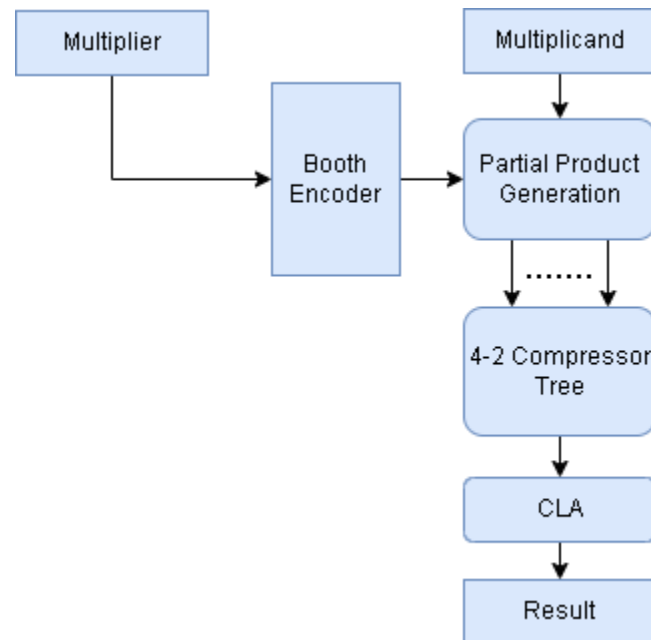 Multiplier
Multiplicand
Booth
Encoder
Partial Product
Generation
.......
4-2 Compressor
Tree
CLA
Result